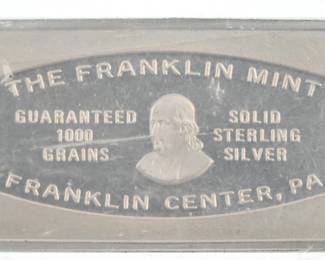 THE FRANKLIN MINT
GUARANTEED
1000
GRAINS
SOLID
STERLING
SILVER
FRANKLIN CENTER, PA